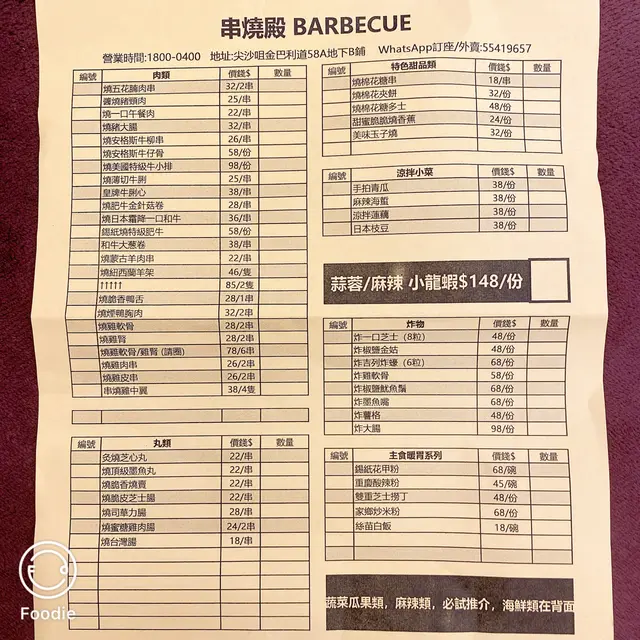 串燒殿 BARBECUE
營業時間:1800-0400 地址:尖沙咀金巴利道58A地下B鋪 WhatsApp訂座/外賣:55419657
編號 肉類 價錢$ 數量
燒五花腩肉串 32/2串
醬燒豬頸肉 25/串
燒一口午餐肉 22/串
燒豬大腸 32/串
燒安格斯牛柳串 26/串
燒安格斯牛仔骨 58/份
燒美國特級牛小排 98/份
燒薄切牛脷 25/串
皇牌牛脷心 38/串
燒肥牛金針菇卷 28/串
燒日本霜降一口和牛 36/串
錫紙燒特級肥牛 58/份
和牛大葱卷 38/串
燒蒙古羊肉串 22/串
燒紐西蘭羊架 46/隻
↑↑↑↑↑ 85/2隻
燒脆香鴨舌 28/1串
燒煙鴨胸肉 32/2串
燒雞軟骨 28/2串
燒雞腎 28/2串
燒雞軟骨/雞腎 (請圈) 78/6串
燒雞肉串 26/2串
燒雞皮串 26/2串
串燒雞中翼 38/4隻
編號 丸類 價錢$ 數量
灸燒芝心丸 22/串
燒頂級墨魚丸 22/串
燒脆香燒賣 22/串
燒脆皮芝士腸 22/串
燒司華力腸 28/串
燒蜜糖雞肉腸 24/2串
燒台灣腸 18/串
編號 特色甜品類 價錢$ 數量
燒棉花糖串 18/串
燒棉花夾餅 32/份
燒棉花糖多士 48/份
甜蜜脆脆燒香蕉 24/份
美味玉子燒 32/份
編號 涼拌小菜 價錢$ 數量
手拍青瓜 38/份
麻辣海蜇 38/份
涼拌蓮藕 38/份
日本枝豆 38/份
蒜蓉/麻辣 小龍蝦$148/份
編號 炸物 價錢$ 數量
炸一口芝士 (8粒) 48/份
炸椒鹽金菇 48/份
炸吉列炸蠔 (6粒) 68/份
炸雞軟骨 58/份
炸椒鹽魷魚鬚 68/份
炸墨魚嘴 68/份
炸薯格 48/份
炸大腸 98/份
編號 主食暖胃系列 價錢$ 數量
錫紙花甲粉 68/碗
重慶酸辣粉 45/碗
雙重芝士撈丁 48/份
家鄉炒米粉 68/份
絲苗白飯 18/碗
蔬菜瓜果類，麻辣類，必試推介，海鮮類在背面
Foodie